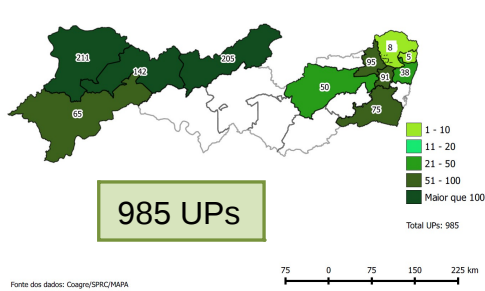 8
211
205
5
95
142
38
91
50
65
75
1 - 10
11 - 20
21 - 50
51 - 100
Maior que 100
985 UPs
Total UPs: 985
75 0 75 150 225 km
Fonte dos dados: Coagre/SPRC/MAPA